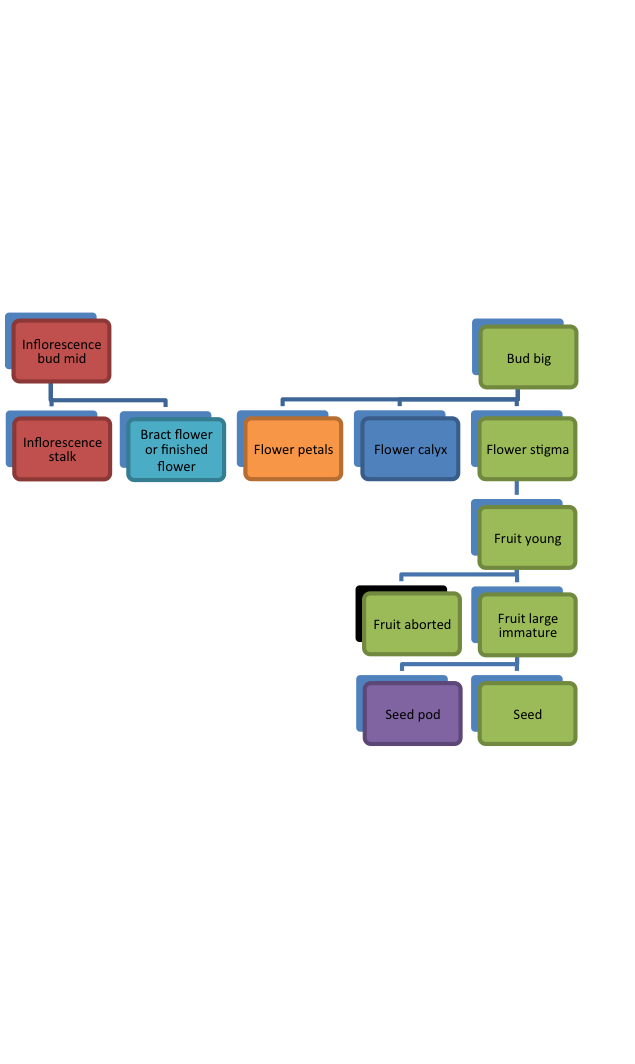 Inflorescence
bud mid
Bud big
Inflorescence
stalk
Bract flower
or finished
flower
Flower petals
Flower calyx
Flower stigma
Fruit young
Fruit aborted
Fruit large
immature
Seed pod
Seed